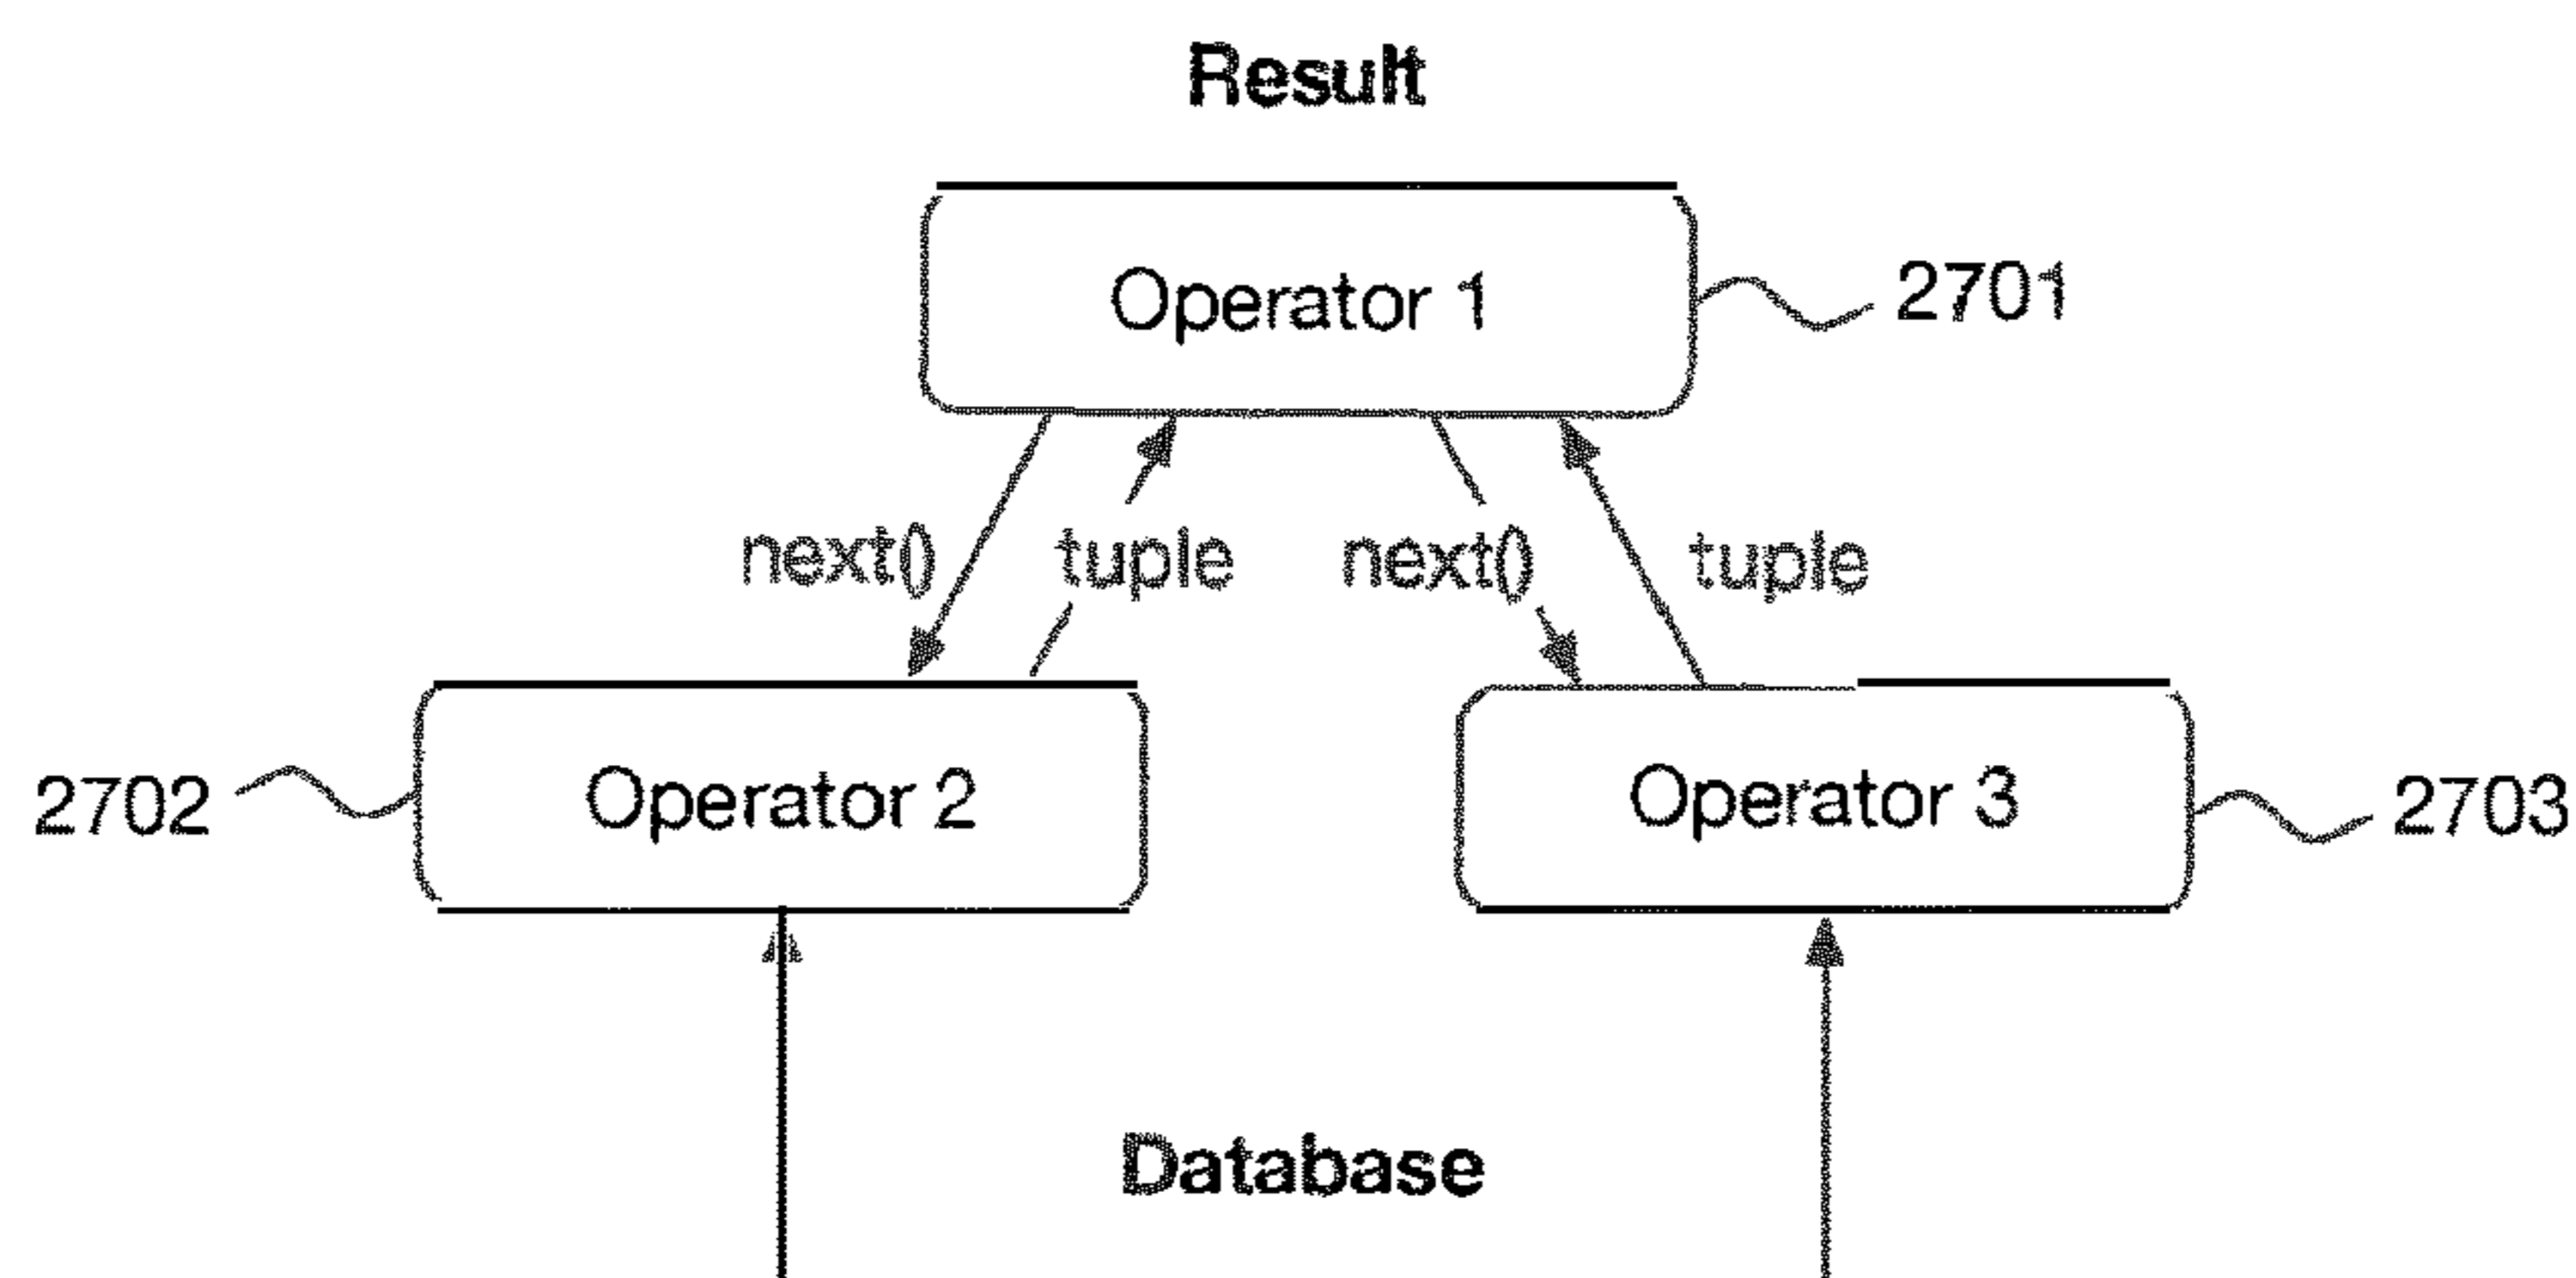 Result
Operator 1
2701
next()
tuple
next()
tuple
2702
Operator 2
Operator 3
2703
Database